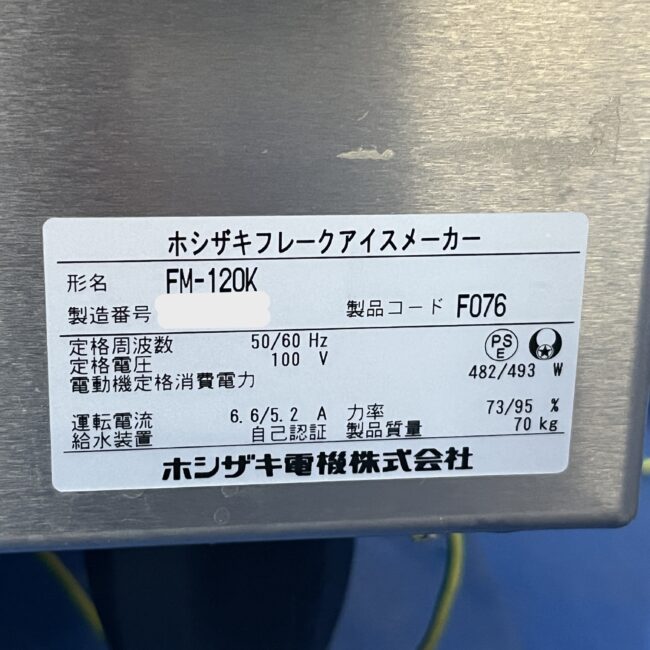 ホシザキフレークアイスメーカー
形名 FM-120K
製造番号 製品コード F076
定格周波数 50/60 Hz
定格電圧 100 V
PS E
電動機定格消費電力 482/493 W
運転電流 6.6/5.2 A 力率 73/95 %
給水装置 自己認証 製品質量 70 kg
ホシザキ電機株式会社